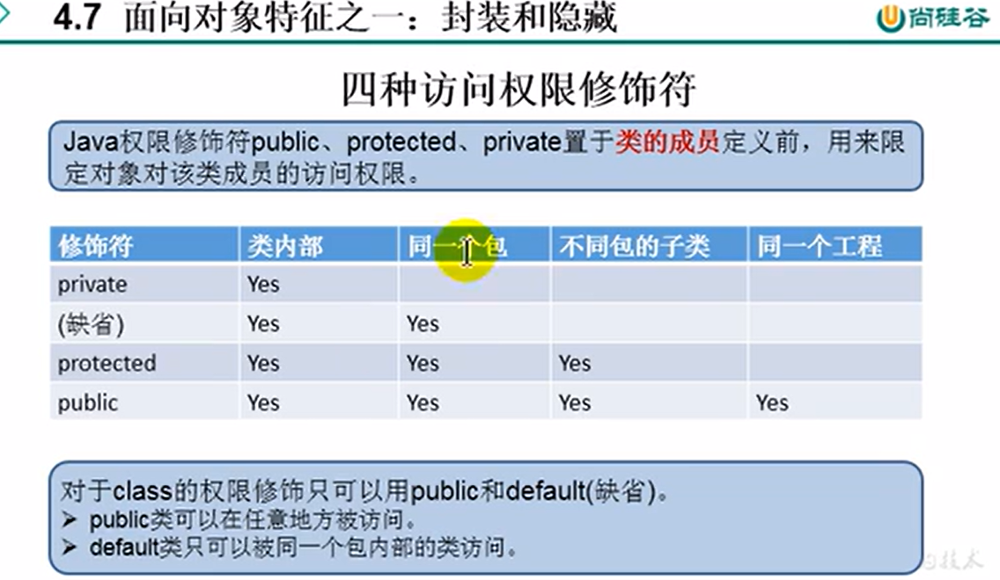 4.7 面向对象特征之一：封装和隐藏
尚硅谷
四种访问权限修饰符
Java权限修饰符public、protected、private置于类的成员定义前，用来限
定对象对该类成员的访问权限。
修饰符 类内部 同一个包 不同包的子类 同一个工程
private Yes
(缺省) Yes Yes
protected Yes Yes Yes
public Yes Yes Yes Yes
对于class的权限修饰只可以用public和default(缺省)。
➢ public类可以在任意地方被访问。
➢ default类只可以被同一个包内部的类访问。
技术